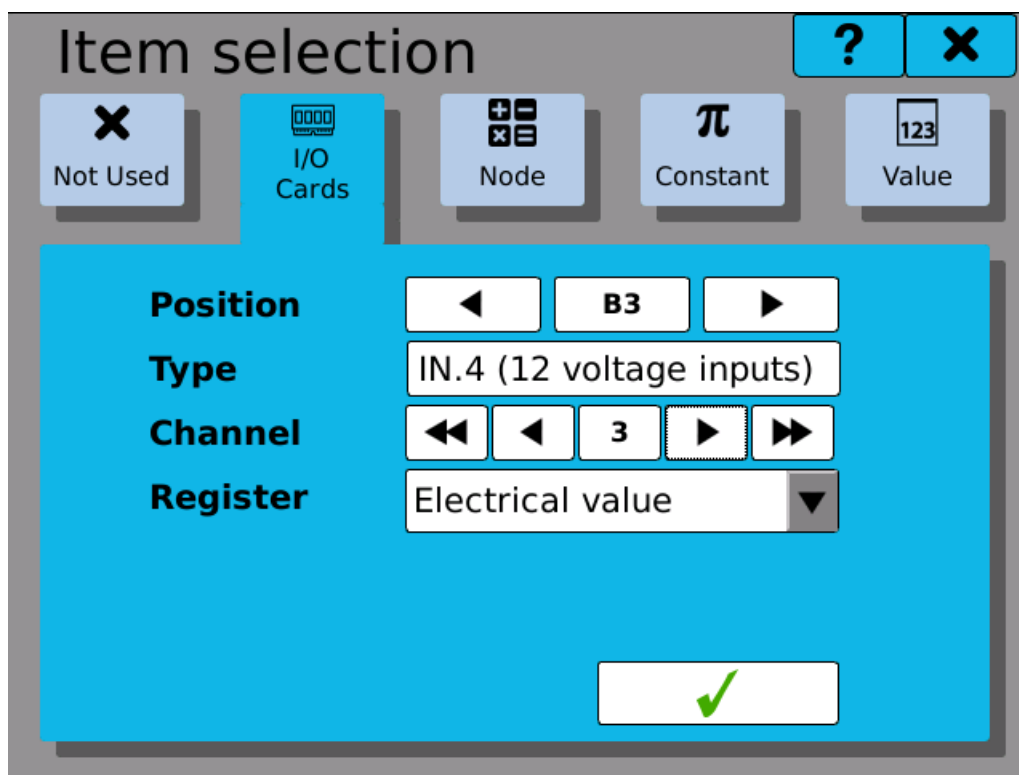 Item selection
?
Not Used
I/O
Cards
Node
π
Constant
123
Value
Position
B3
Type
IN.4 (12 voltage inputs)
Channel
3
Register
Electrical value